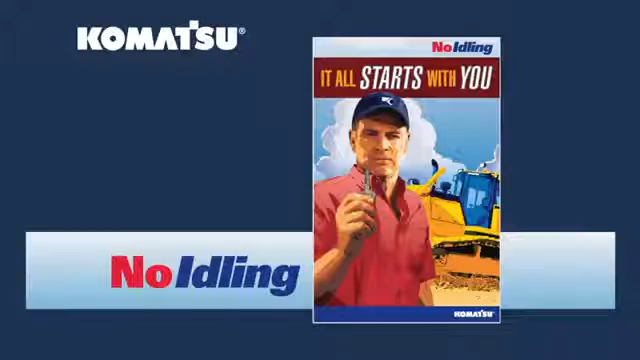 KOMATSU®
No Idling
IT ALL STARTS WITH YOU
No Idling
KOMATSU